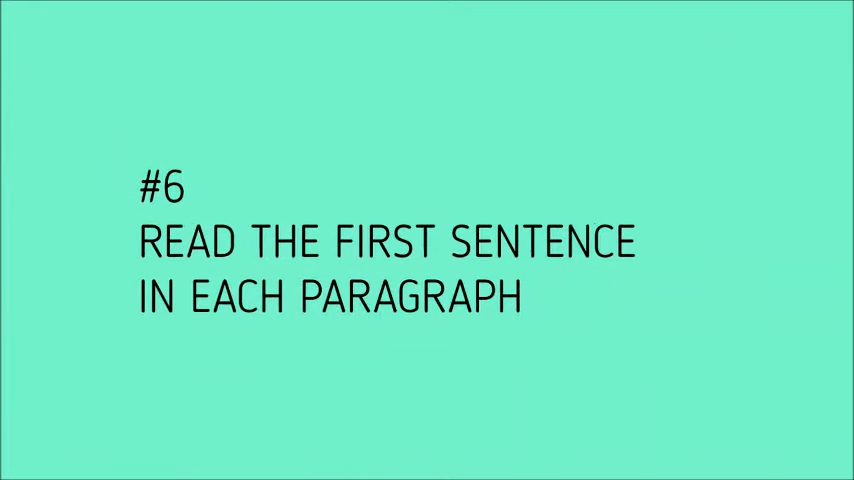 #6
READ THE FIRST SENTENCE
IN EACH PARAGRAPH